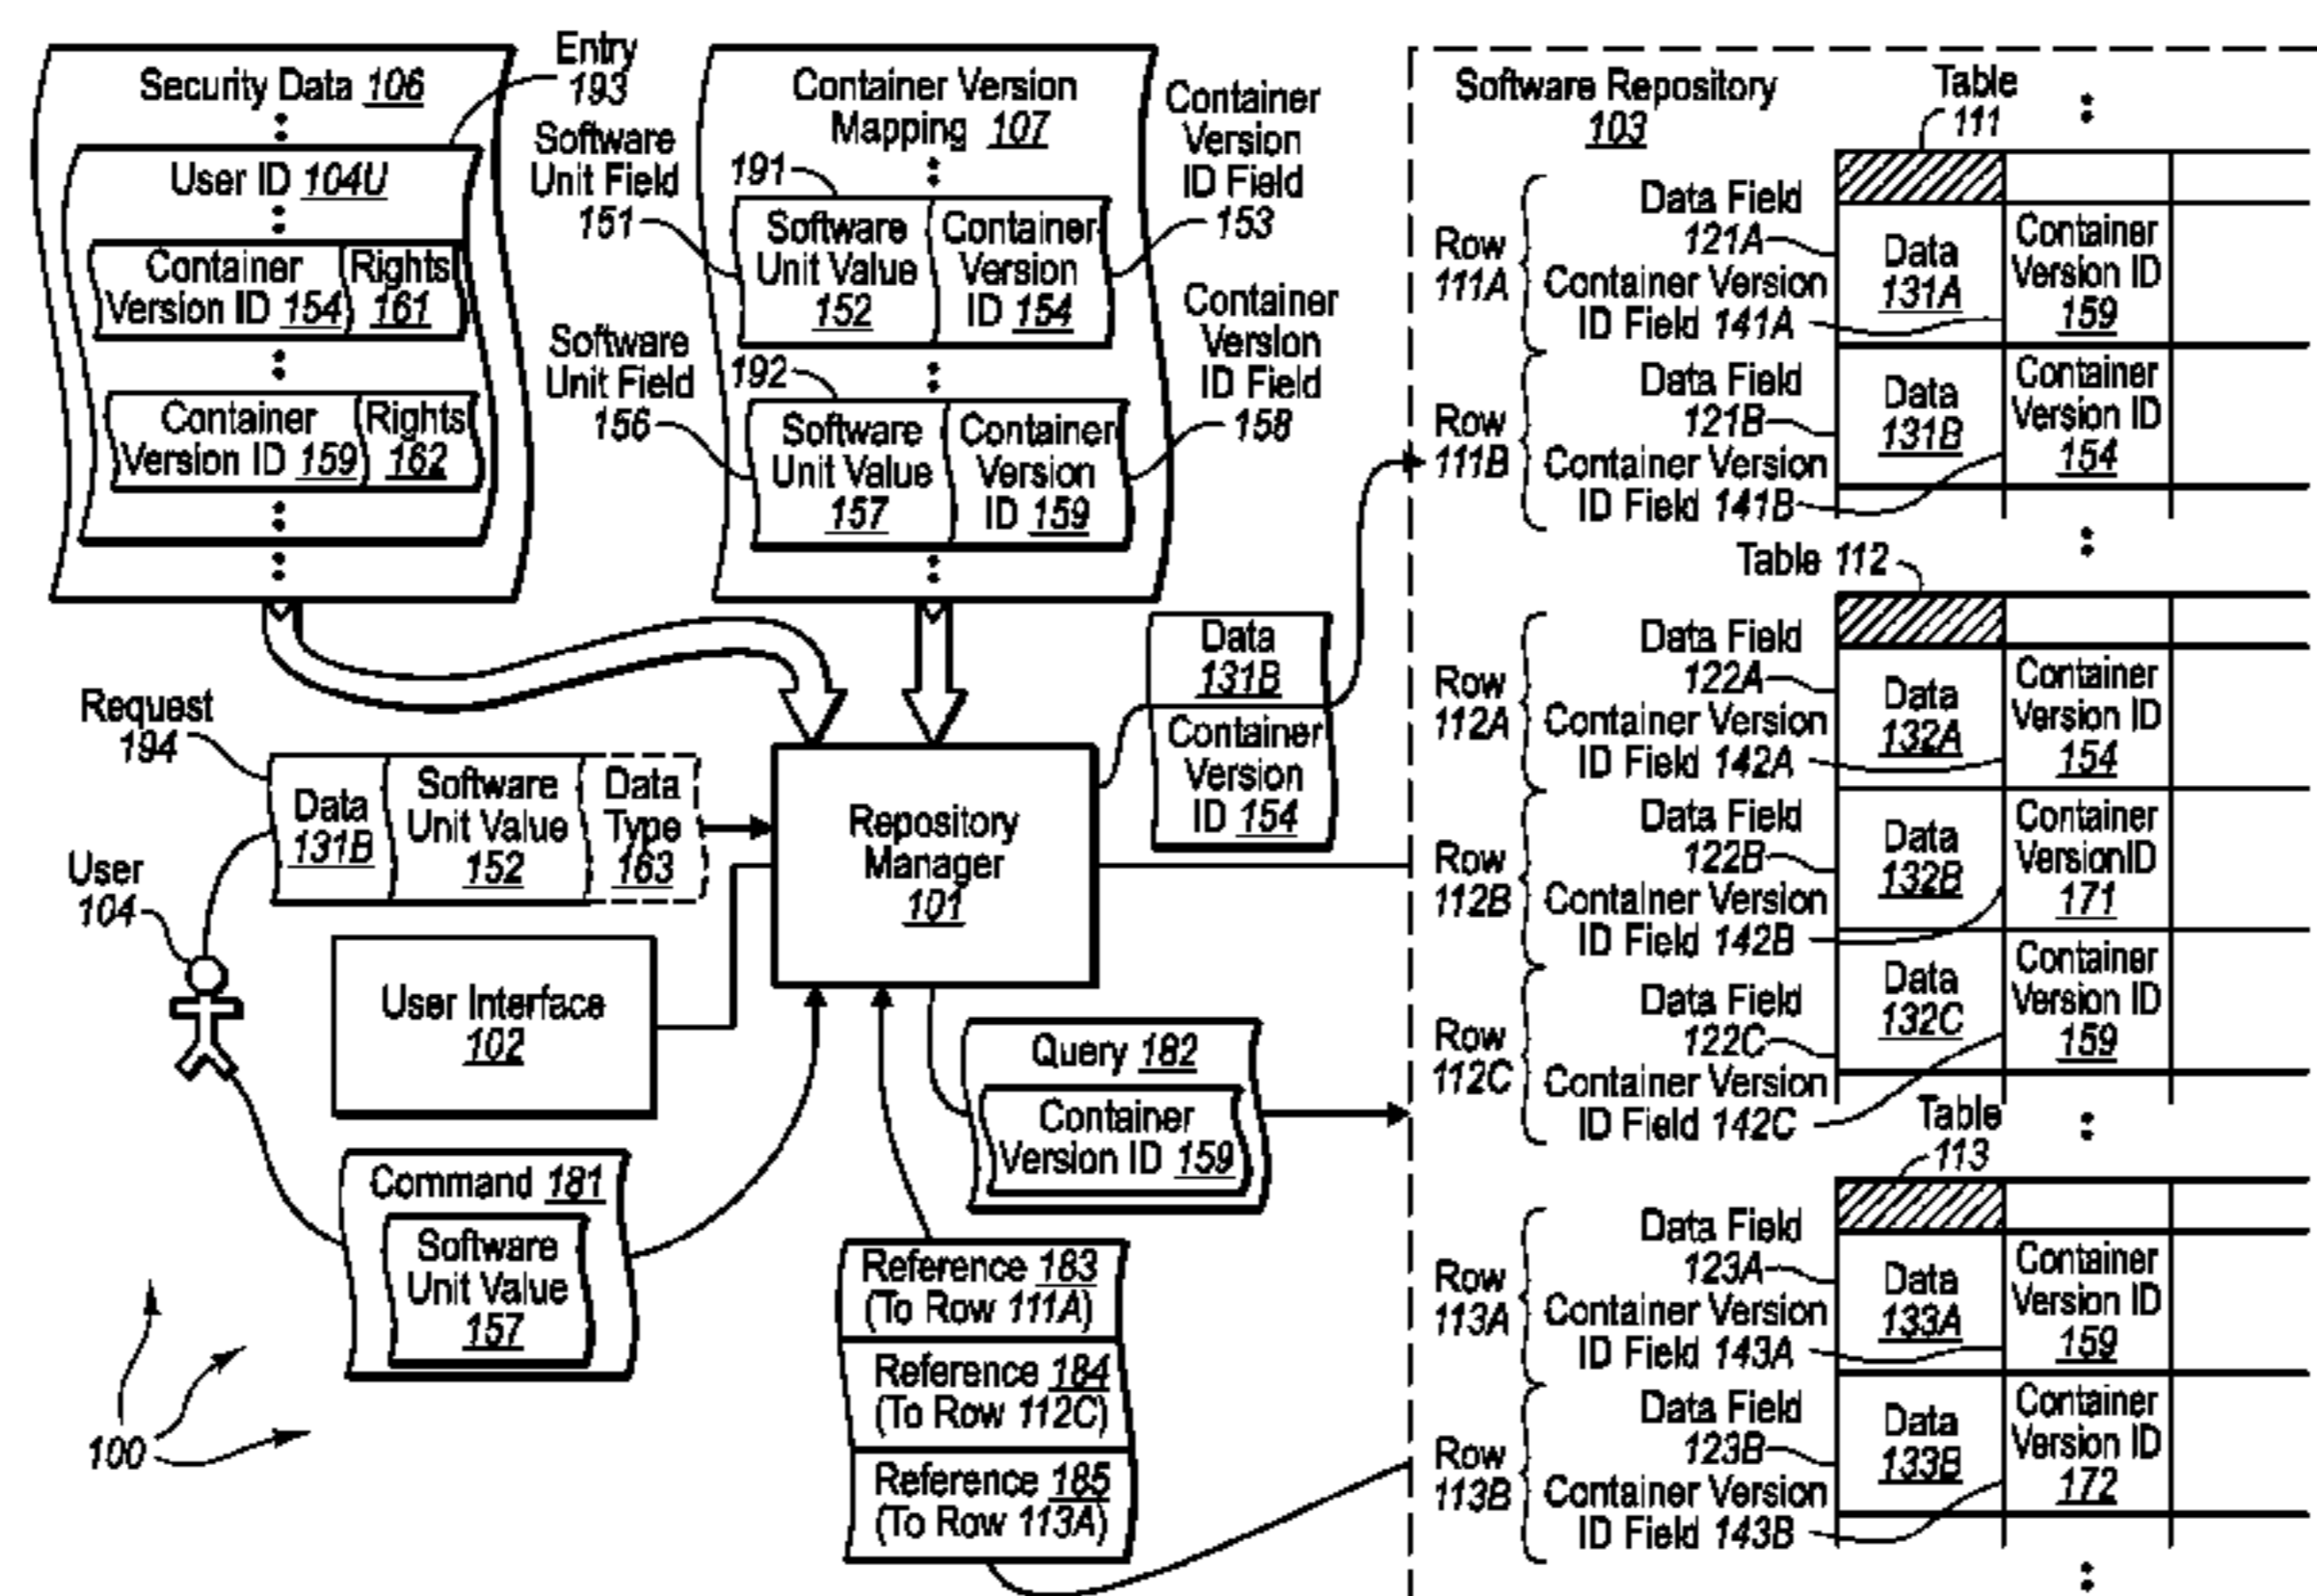 Security Data 106
Entry
193
User ID 104U
Container
Version ID 154
Rights
161
Container
Version ID 159
Rights
162
Container Version
Mapping 107
Software
Unit Field
151
191
Software
Unit Value
152
Container
Version
ID 154
Container
Version
ID Field
153
Software
Unit Field
156
192
Software
Unit Value
157
Container
Version
ID 159
Container
Version
ID Field
158
Request
194
Data
131B
Software
Unit Value
152
Data
Type
163
User
104
User Interface
102
Repository
Manager
101
Data
131B
Container
Version
ID 154
Command 181
Software
Unit Value
157
Query 182
Container
Version ID 159
Reference 183
(To Row 111A)
Reference 184
(To Row 112C)
Reference 185
(To Row 113A)
100
Software Repository
103
Table
111
Row
111A
Data Field
121A
Container Version
ID Field 141A
Data
131A
Container
Version ID
159
Row
111B
Data Field
121B
Container Version
ID Field 141B
Data
131B
Container
Version ID
154
Table 112
Row
112A
Data Field
122A
Container Version
ID Field 142A
Data
132A
Container
Version ID
154
Row
112B
Data Field
122B
Container Version
ID Field 142B
Data
132B
Container
VersionID
171
Row
112C
Data Field
122C
Container Version
ID Field 142C
Data
132C
Container
Version ID
159
Table
113
Row
113A
Data Field
123A
Container Version
ID Field 143A
Data
133A
Container
Version ID
159
Row
113B
Data Field
123B
Container Version
ID Field 143B
Data
133B
Container
Version ID
172